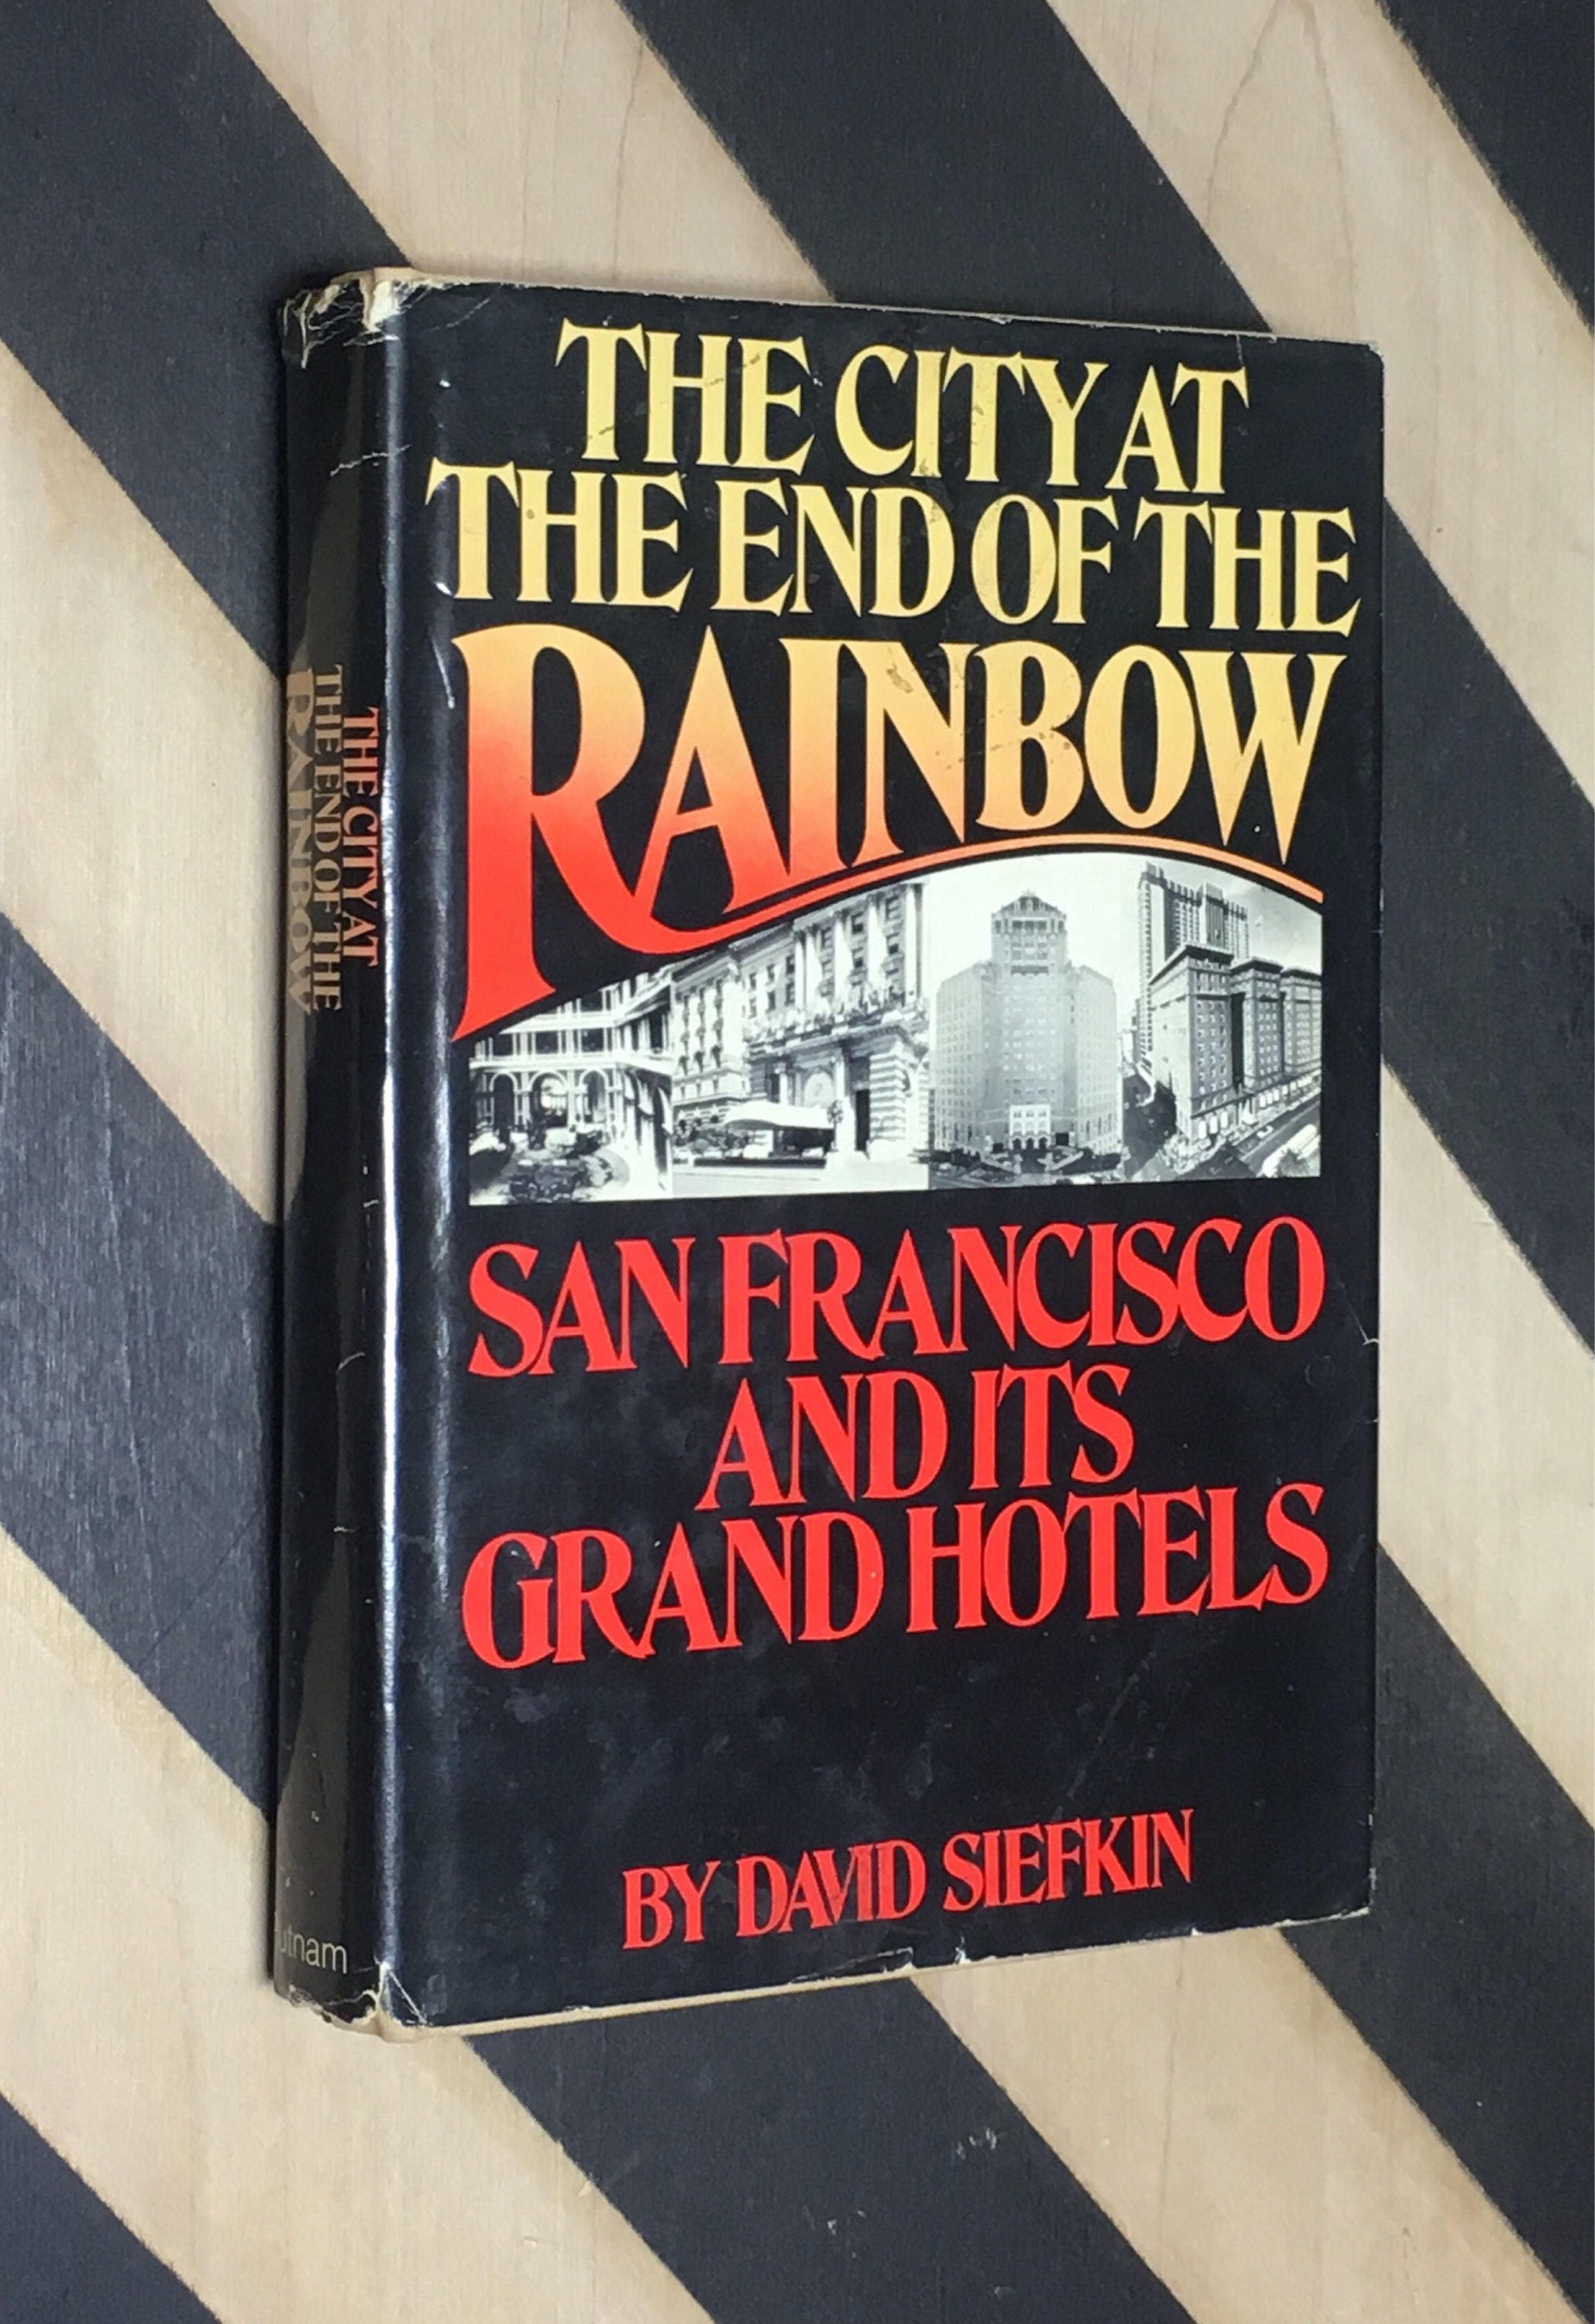 THE CITY AT
THE END OF THE
RAINBOW
SAN FRANCISCO
AND ITS
GRAND HOTELS
BY DAVID SIEFKIN
THE CITY AT
THE END OF THE
RAINBOW
utnam